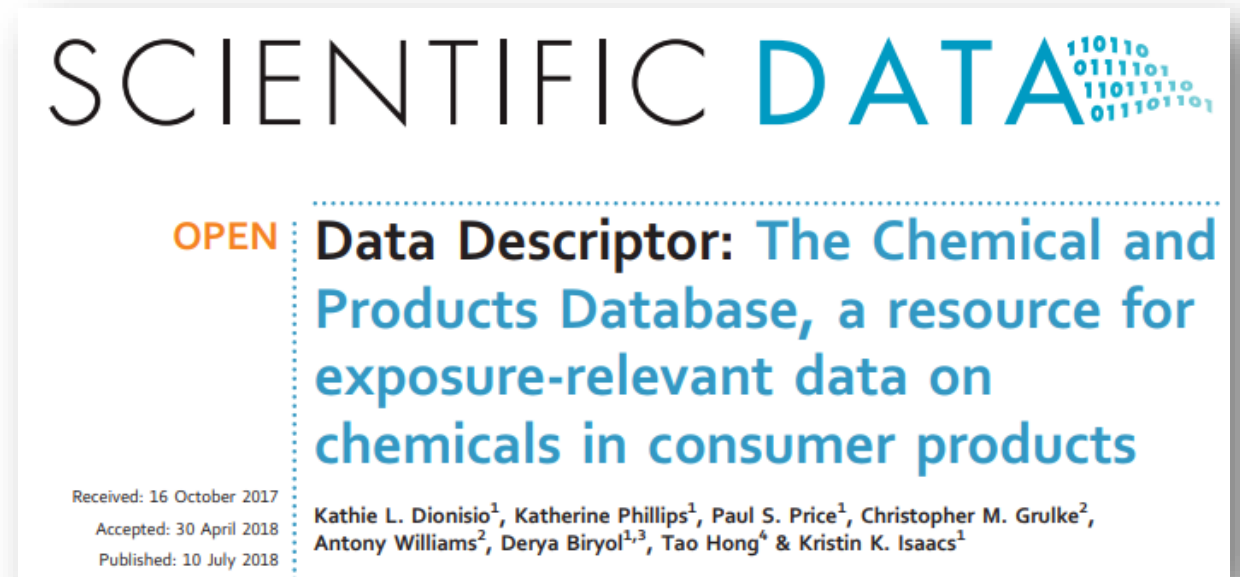 SCIENTIFIC DATA
110110
0111101
11011110
011101101
OPEN
Data Descriptor: The Chemical and
Products Database, a resource for
exposure-relevant data on
chemicals in consumer products
Received: 16 October 2017
Accepted: 30 April 2018
Published: 10 July 2018
Kathie L. Dionisio¹, Katherine Phillips¹, Paul S. Price¹, Christopher M. Grulke²,
Antony Williams², Derya Biryol¹,³, Tao Hong⁴ & Kristin K. Isaacs¹